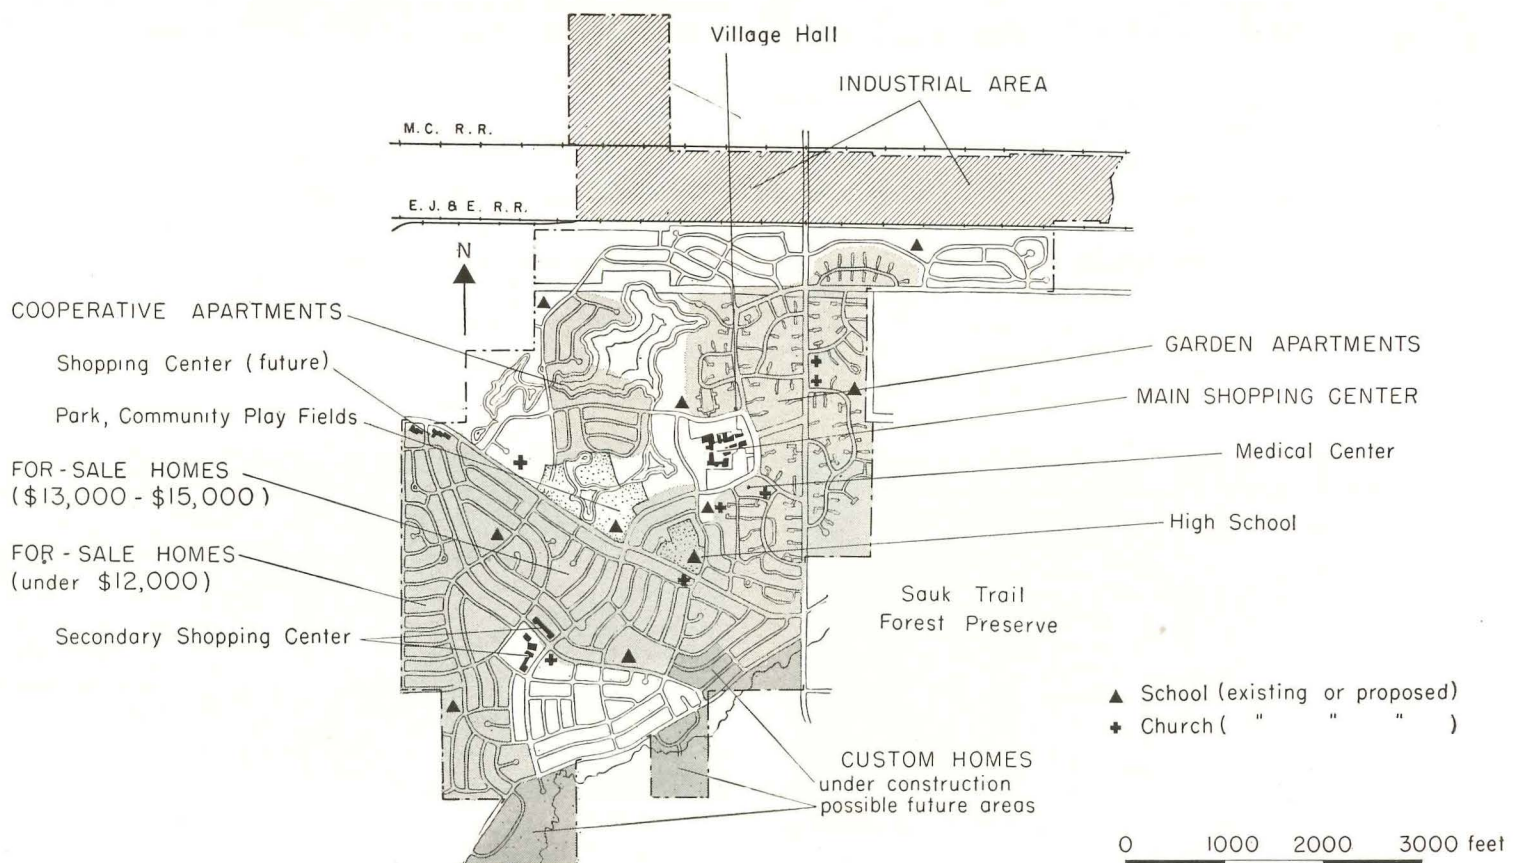 Village Hall
INDUSTRIAL AREA
M.C. R.R.
E.J. & E. R.R.
N
COOPERATIVE APARTMENTS
Shopping Center (future)
Park, Community Play Fields
FOR-SALE HOMES
($13,000 - $15,000)
FOR-SALE HOMES
(under $12,000)
Secondary Shopping Center
GARDEN APARTMENTS
MAIN SHOPPING CENTER
Medical Center
High School
Sauk Trail
Forest Preserve
School (existing or proposed)
Church ( " " " )
CUSTOM HOMES
under construction
possible future areas
0 1000 2000 3000 feet